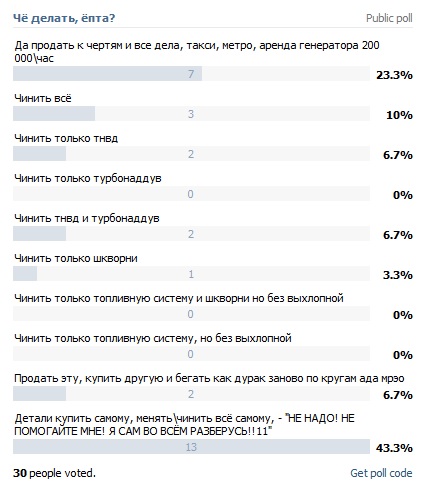 Чё делать, ёпта? Public poll
Да продать к чертям и все дела, такси, метро, аренда генератора 200
000\час
7 23.3%
Чинить всё
3 10%
Чинить только тнвд
2 6.7%
Чинить только турбонаддув
0 0%
Чинить тнвд и турбонаддув
2 6.7%
Чинить только шкворни
1 3.3%
Чинить только топливную систему и шкворни но без выхлопной
0 0%
Чинить только топливную систему, но без выхлопной
0 0%
Продать эту, купить другую и бегать как дурак заново по кругам ада мрэо
2 6.7%
Детали купить самому, менять\чинить всё самому, - "НЕ НАДО! НЕ
ПОМОГАЙТЕ МНЕ! Я САМ ВО ВСЁМ РАЗБЕРУСЬ!!11"
13 43.3%
30 people voted. Get poll code